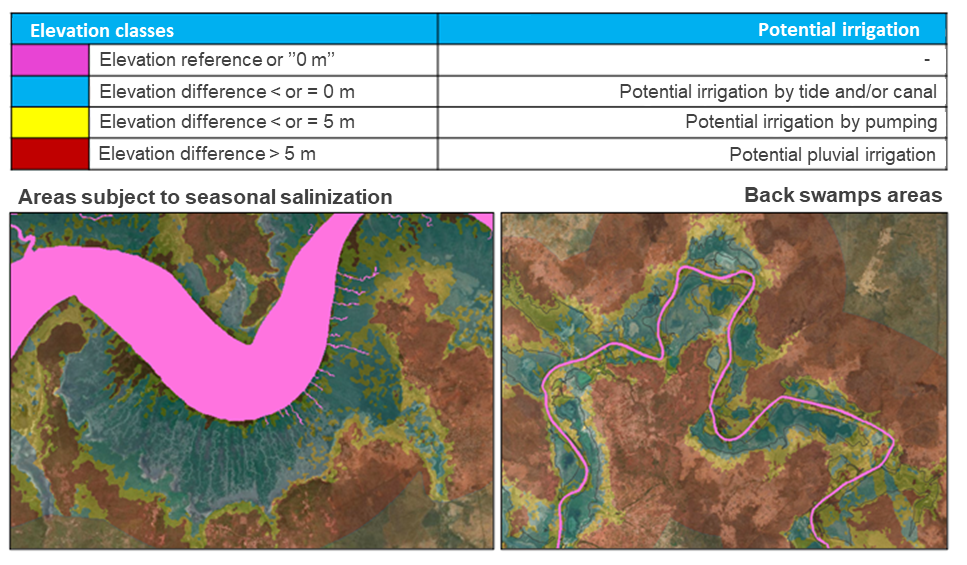 Elevation classes Potential irrigation
Elevation reference or ”0 m” -
Elevation difference < or = 0 m Potential irrigation by tide and/or canal
Elevation difference < or = 5 m Potential irrigation by pumping
Elevation difference > 5 m Potential pluvial irrigation
Areas subject to seasonal salinization Back swamps areas